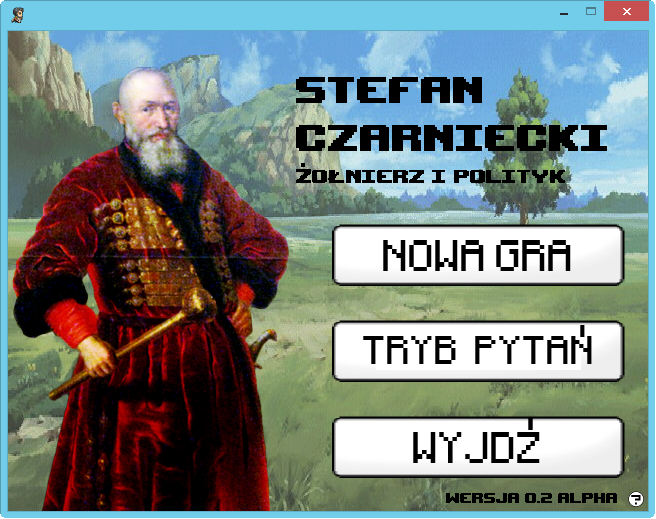 STEFAN
CZARNIECKI
ŻOŁNIERZ I POLITYK
NOWA GRA
TRYB PYTAŃ
WYJDŹ
WERSJA 0.2 ALPHA ?